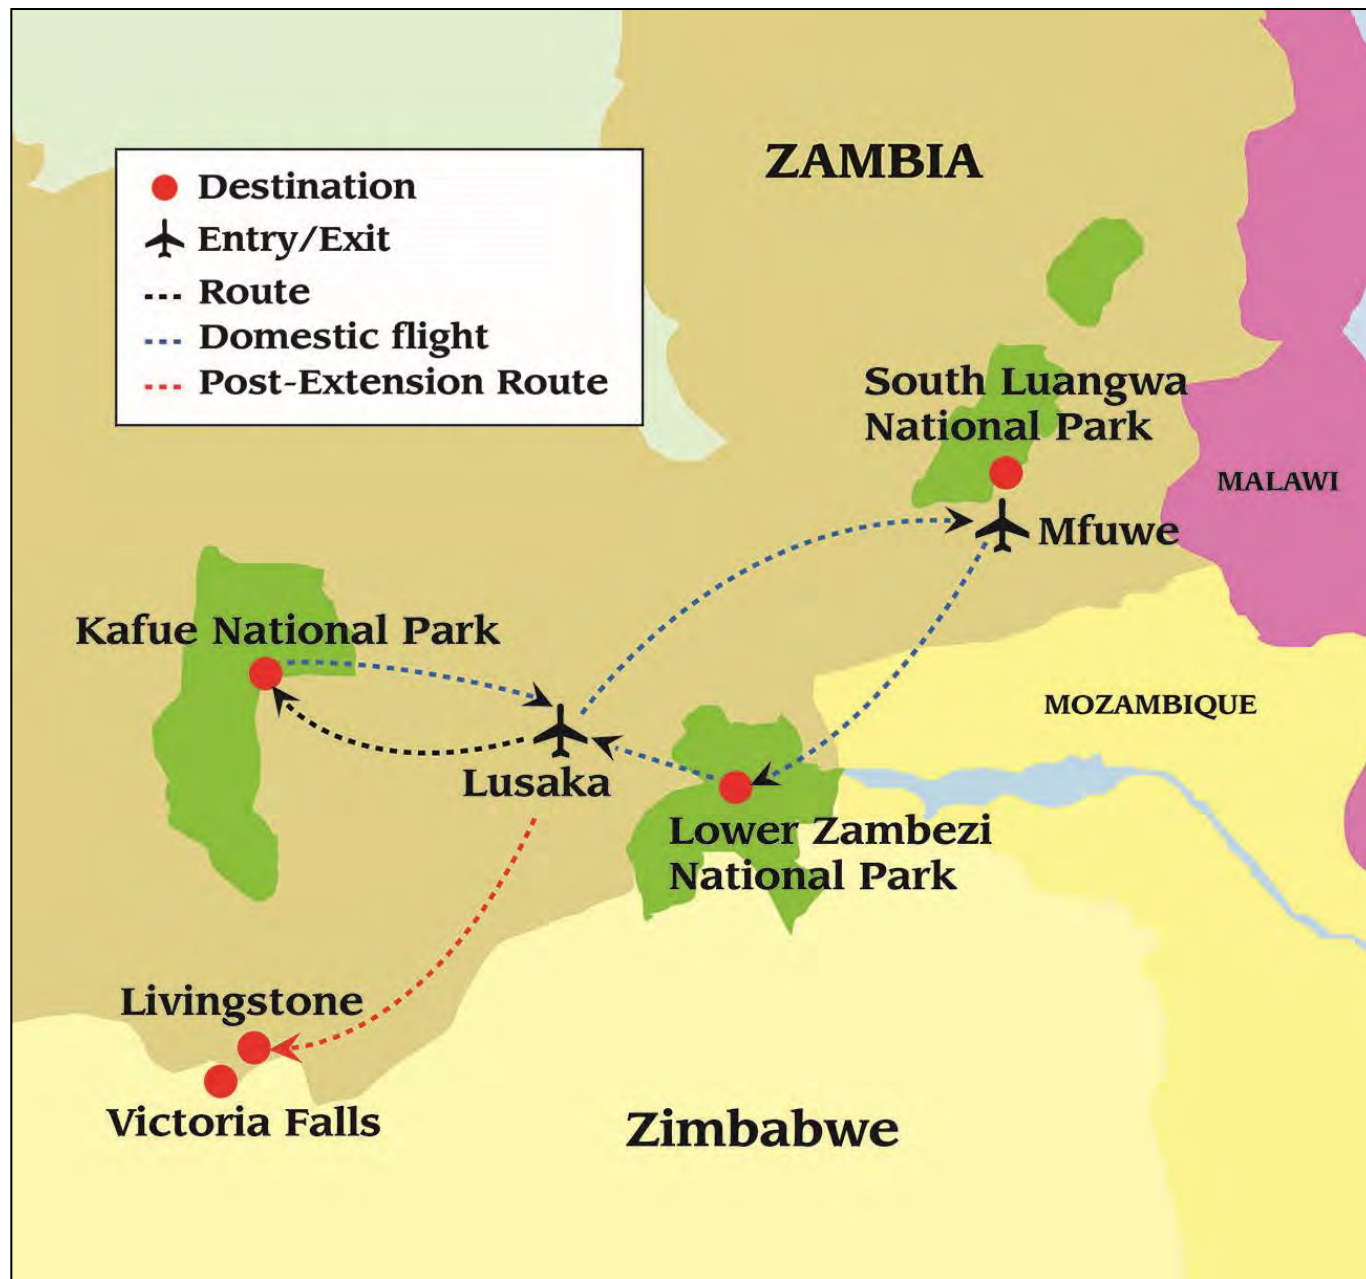 ZAMBIA
Destination
Entry/Exit
Route
Domestic flight
Post-Extension Route
South Luangwa
National Park
MALAWI
Mfuwe
Kafue National Park
MOZAMBIQUE
Lusaka
Lower Zambezi
National Park
Livingstone
Victoria Falls
Zimbabwe